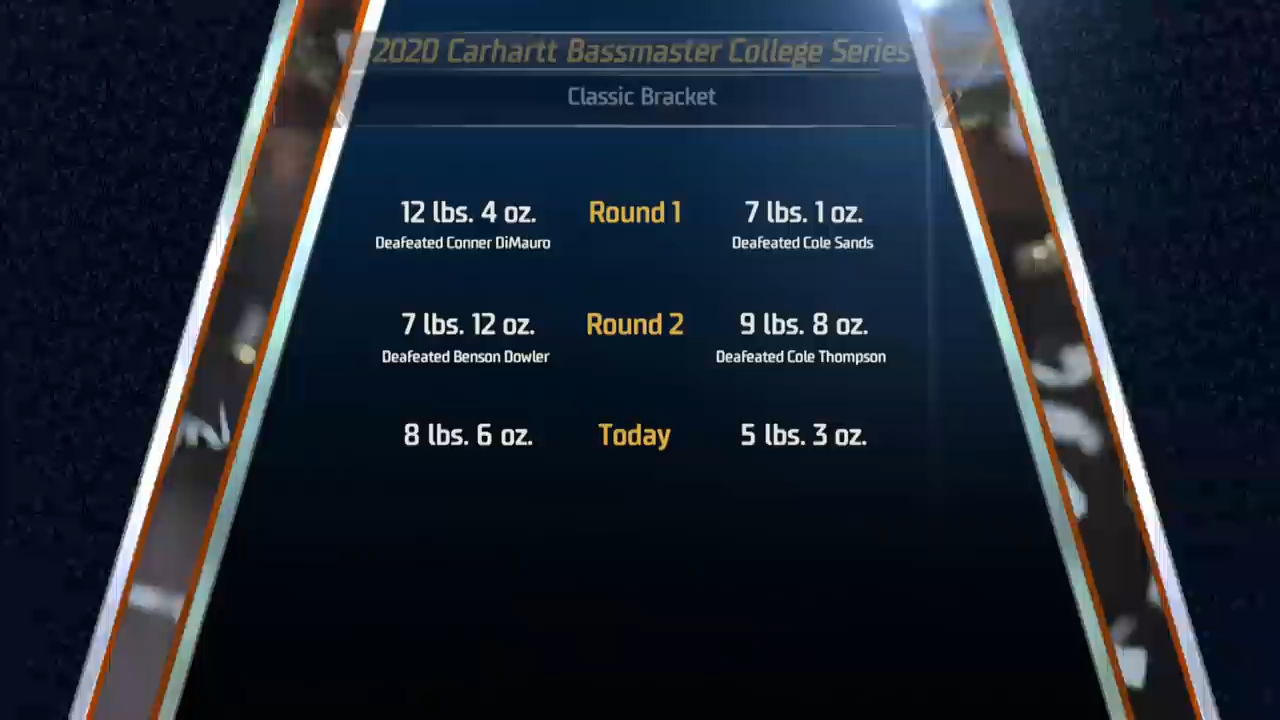 2020 Carhartt Bassmaster College Series
Classic Bracket
12 lbs. 4 oz. Round 1 7 lbs. 1 oz.
Deafeated Conner DiMauro Deafeated Cole Sands
7 lbs. 12 oz. Round 2 9 lbs. 8 oz.
Deafeated Benson Dowler Deafeated Cole Thompson
8 lbs. 6 oz. Today 5 lbs. 3 oz.